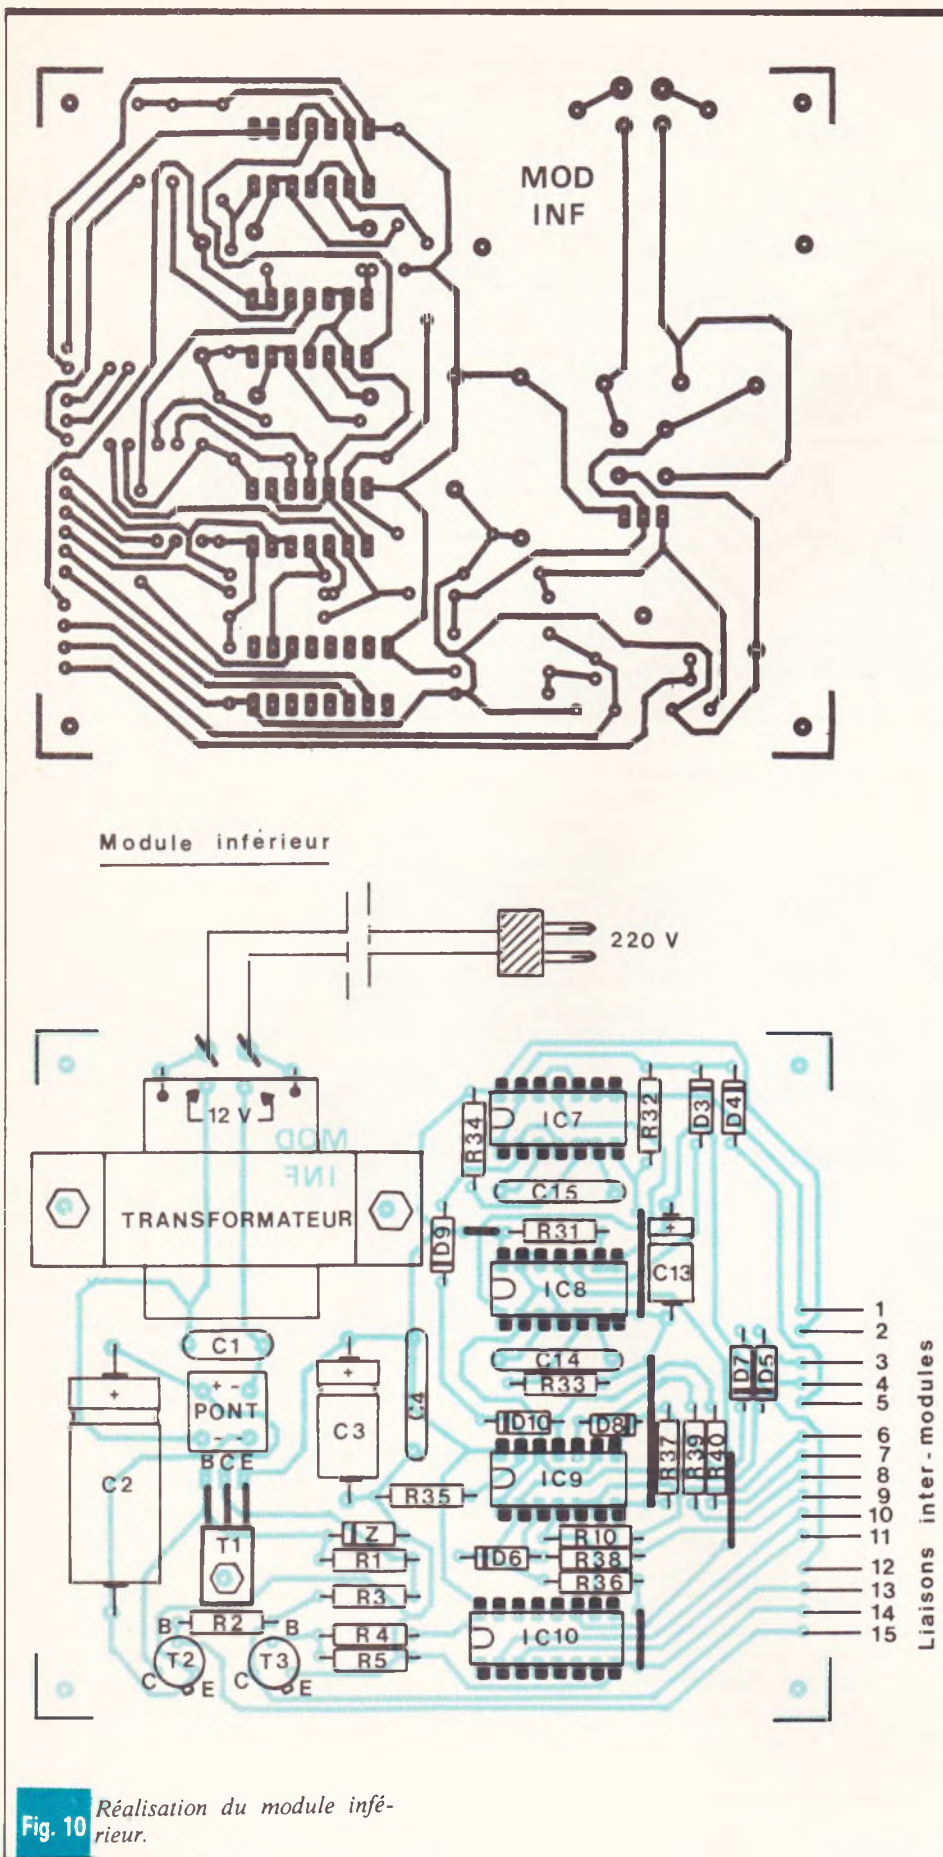 MOD
INF
Module inférieur
220 V
12 V
MOD
INF
TRANSFORMATEUR
IC7
R34
R32
D3
D4
C15
D9
R31
IC8
C13
1
2
3
4
5
6
7
8
9
10
11
12
13
14
15
Liaisons inter-modules
C1
+ -
PONT
- ~
B C E
C2
+
C3
+
C4
C14
R33
D7
D5
D10
D8
R37
R39
R40
IC9
R35
T1
Z
R1
D6
R10
R38
R36
R3
R2
B
B
T2
T3
C
E
C
E
R4
R5
IC10
Fig. 10
Réalisation du module infé-
rieur.